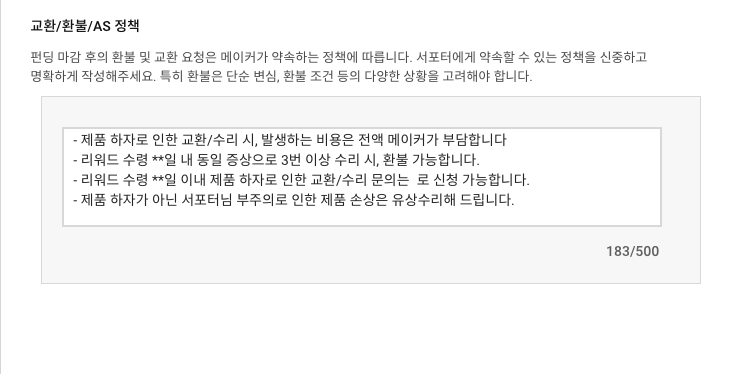 교환/환불/AS 정책
펀딩 마감 후의 환불 및 교환 요청은 메이커가 약속하는 정책에 따릅니다. 서포터에게 약속할 수 있는 정책을 신중하고
명확하게 작성해주세요. 특히 환불은 단순 변심, 환불 조건 등의 다양한 상황을 고려해야 합니다.
- 제품 하자로 인한 교환/수리 시, 발생하는 비용은 전액 메이커가 부담합니다
- 리워드 수령 **일 내 동일 증상으로 3번 이상 수리 시, 환불 가능합니다.
- 리워드 수령 **일 이내 제품 하자로 인한 교환/수리 문의는  로 신청 가능합니다.
- 제품 하자가 아닌 서포터님 부주의로 인한 제품 손상은 유상수리해 드립니다.
183/500